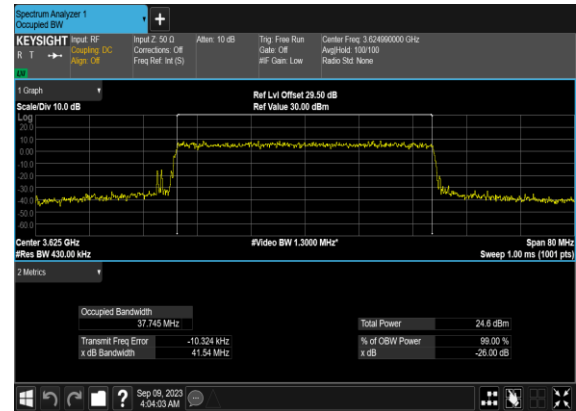 Spectrum Analyzer 1
Occupied BW
+
KEYSIGHT
R T
Input: RF
Coupling: DC
Align: Off
Input Z: 50 Ω
Corrections: Off
Freq Ref: Int (S)
Atten: 10 dB
Trig: Free Run
Gate: Off
#IF Gain: Low
Center Freq: 3.624990000 GHz
Avg|Hold: 100/100
Radio Std: None
1 Graph
Scale/Div 10.0 dB
Ref Lvl Offset 29.50 dB
Ref Value 30.00 dBm
Log
20.0
10.0
0.00
-10.0
-20.0
-30.0
-40.0
-50.0
-60.0
Center 3.625 GHz
#Res BW 430.00 kHz
#Video BW 1.3000 MHz*
Span 80 MHz
Sweep 1.00 ms (1001 pts)
2 Metrics
Occupied Bandwidth
37.745 MHz
Total Power 24.6 dBm
Transmit Freq Error -10.324 kHz
% of OBW Power 99.00 %
x dB Bandwidth 41.54 MHz
x dB -26.00 dB
?
Sep 09, 2023
4:04:03 AM